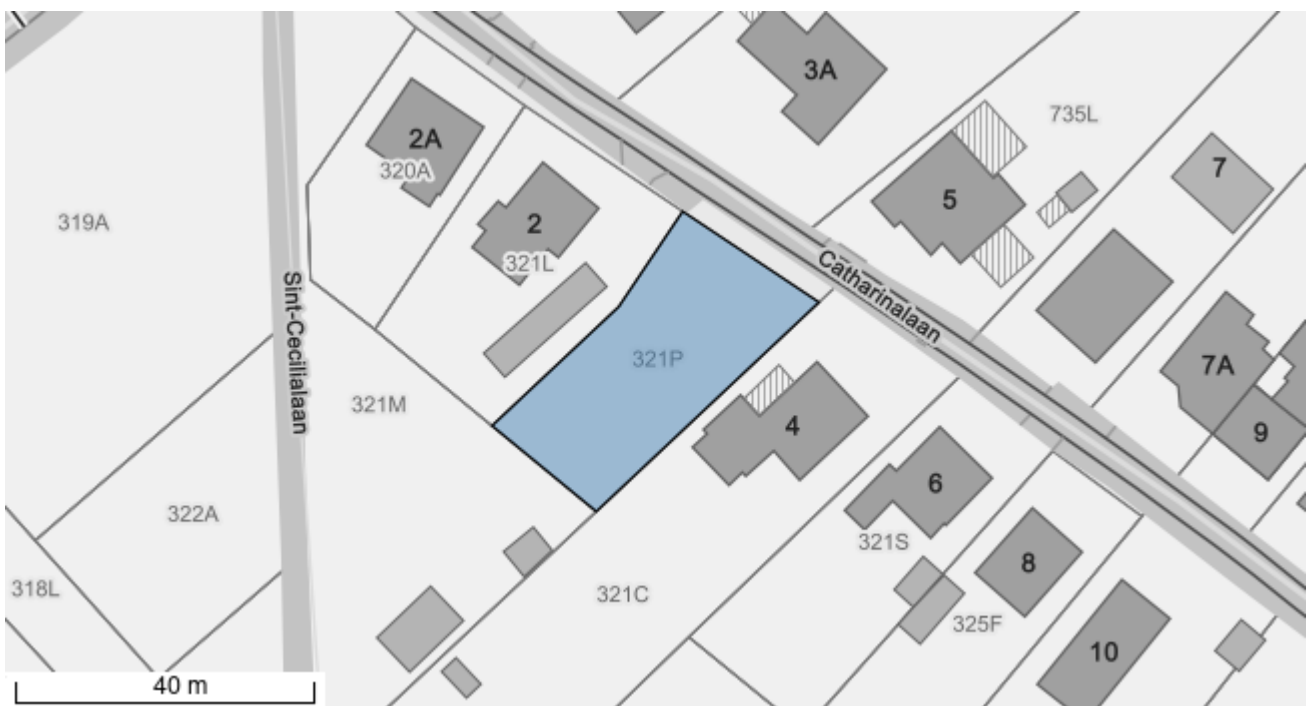 3A
735L
2A
320A
7
5
319A
2
321L
Catharinalaan
Sint-Cecilialaan
321P
7A
321M
4
9
6
322A
321S
8
318L
321C
325F
10
40 m